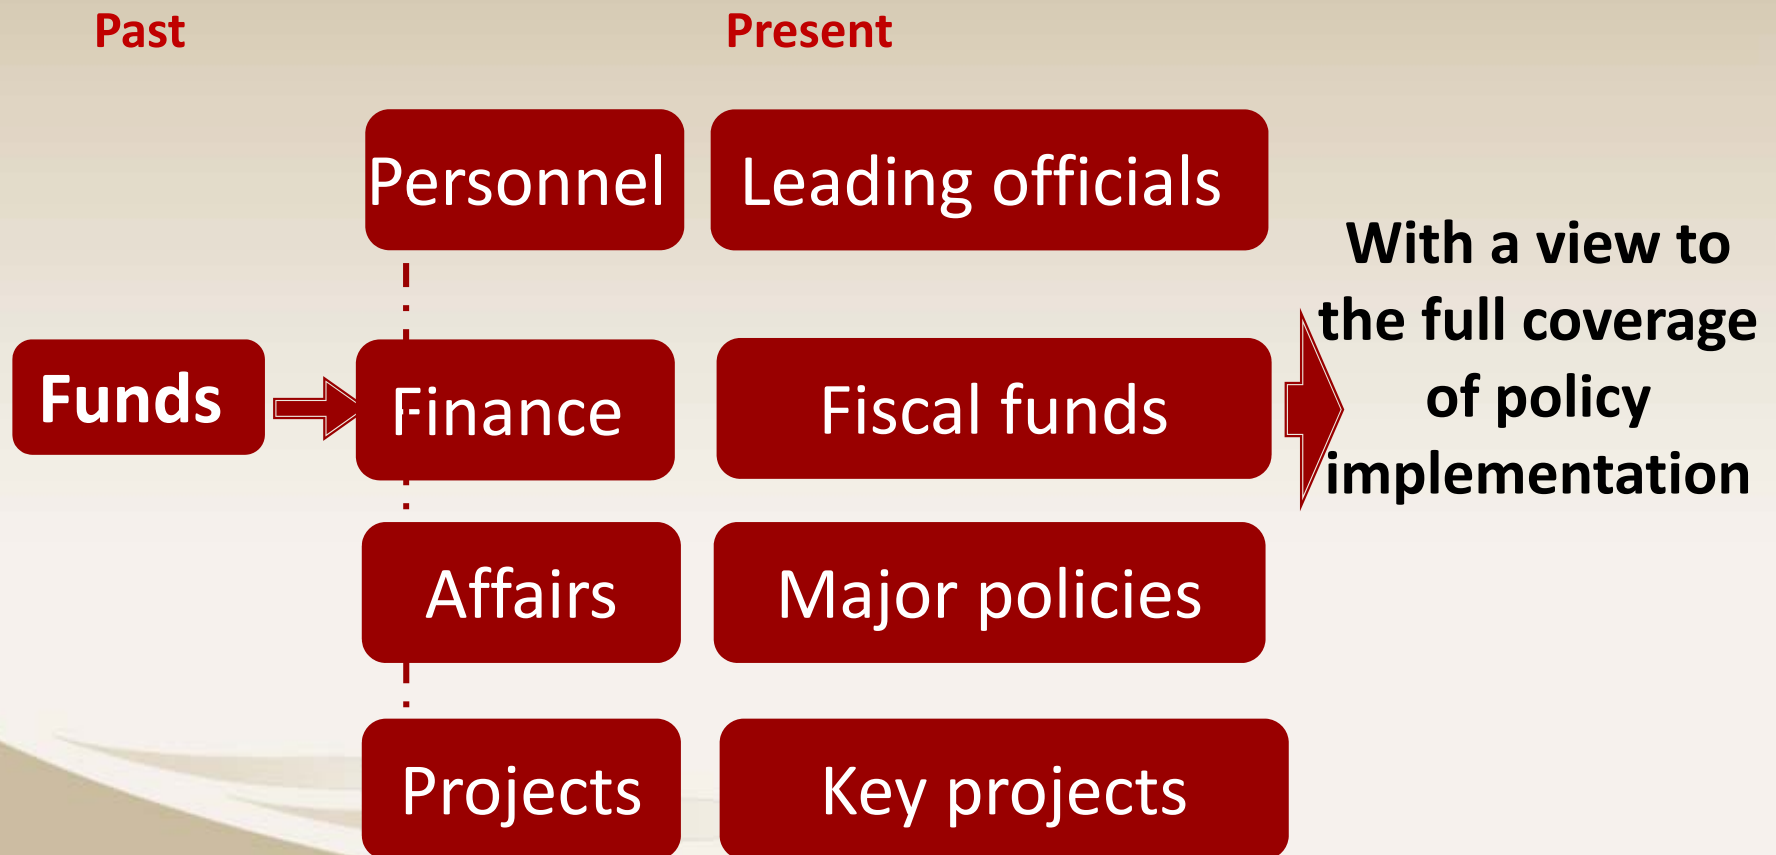 Past
Present
Personnel
Leading officials
Funds
Finance
Fiscal funds
Affairs
Major policies
Projects
Key projects
With a view to
the full coverage
of policy
implementation